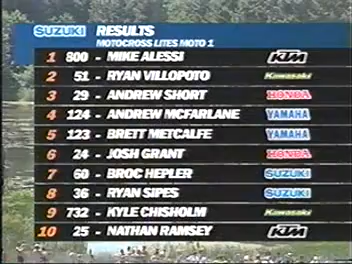 SUZUKI RESULTS
MOTOCROSS LITES MOTO 1
1 800 - MIKE ALESSI KTM
2 51 - RYAN VILLOPOTO Kawasaki
3 29 - ANDREW SHORT HONDA
4 124 - ANDREW MCFARLANE YAMAHA
5 123 - BRETT METCALFE YAMAHA
6 24 - JOSH GRANT HONDA
7 60 - BROC HEPLER SUZUKI
8 36 - RYAN SIPES SUZUKI
9 732 - KYLE CHISHOLM Kawasaki
10 25 - NATHAN RAMSEY KTM